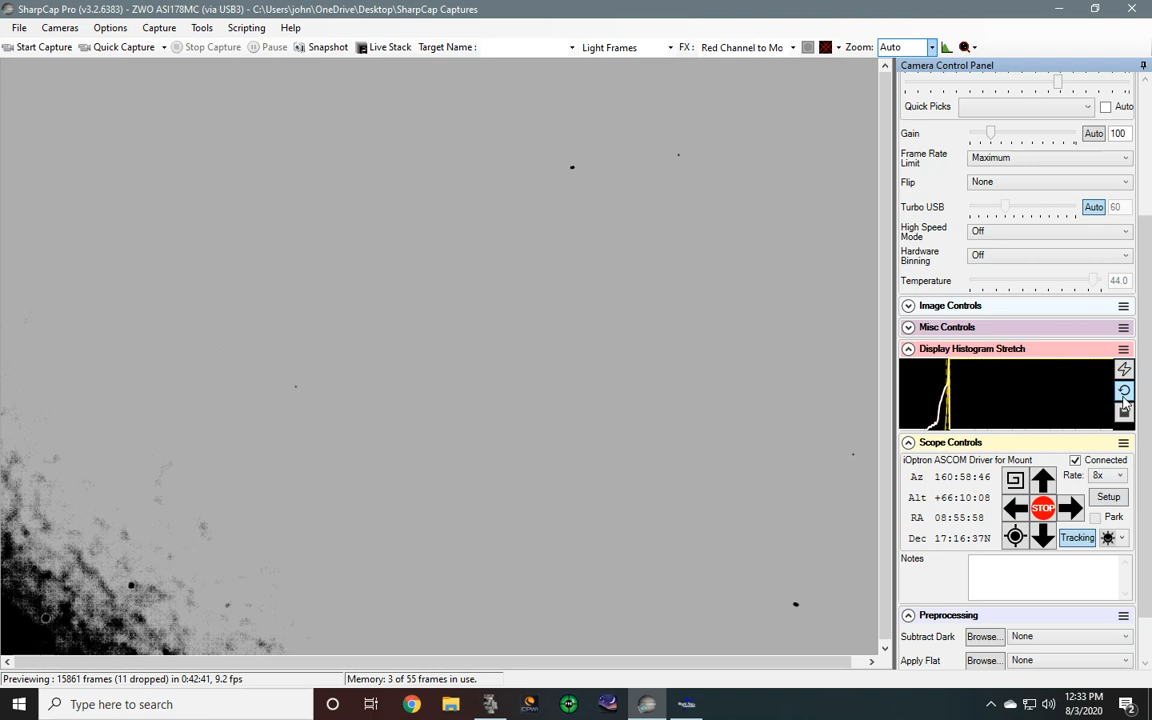 SharpCap Pro (v3.2.6383) - ZWO ASI178MC (via USB3) - C:\Users\john\OneDrive\Desktop\SharpCap Captures
File Cameras Options Capture Tools Scripting Help
Start Capture Quick Capture Stop Capture Pause Snapshot Live Stack Target Name : Light Frames FX : Red Channel to Mo Zoom: Auto
Camera Control Panel
Quick Picks Auto
Gain Auto 100
Frame Rate
Limit Maximum
Flip None
Turbo USB Auto 60
High Speed
Mode Off
Hardware
Binning Off
Temperature 44.0
Image Controls
Misc Controls
Display Histogram Stretch
Scope Controls
iOptron ASCOM Driver for Mount Connected
Az 160:58:46 Rate: 8x
Alt +66:10:08 Setup
RA 08:55:58 STOP Park
Dec 17:16:37N Tracking
Notes
Preprocessing
Subtract Dark Browse... None
Apply Flat Browse... None
Previewing : 15861 frames (11 dropped) in 0:42:41, 9.2 fps Memory: 3 of 55 frames in use.
Type here to search
12:33 PM
8/3/2020
2